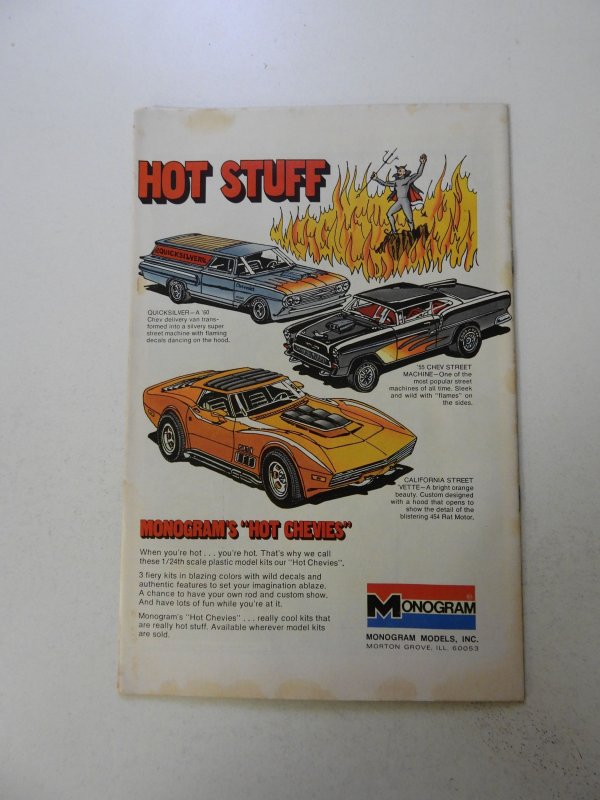 HOT STUFF
QUICKSILVER
Chevrolet
QUICKSILVER—A '60
Chev delivery van trans-
formed into a silvery super
street machine with flaming
decals dancing on the hood.
'55 CHEV STREET
MACHINE—One of the
most popular street
machines of all time. Sleek
and wild with "flames" on
the sides.
CALIFORNIA STREET
'VETTE—A bright orange
beauty. Custom designed
with a hood that opens to
show the detail of the
blistering 454 Rat Motor.
MONOGRAM'S "HOT CHEVIES"
When you're hot . . . you're hot. That's why we call
these 1/24th scale plastic model kits our "Hot Chevies".
3 fiery kits in blazing colors with wild decals and
authentic features to set your imagination ablaze.
A chance to have your own rod and custom show.
And have lots of fun while you're at it.
Monogram's "Hot Chevies" . . . really cool kits that
are really hot stuff. Available wherever model kits
are sold.
MONOGRAM
MONOGRAM MODELS, INC.
MORTON GROVE, ILL. 60053